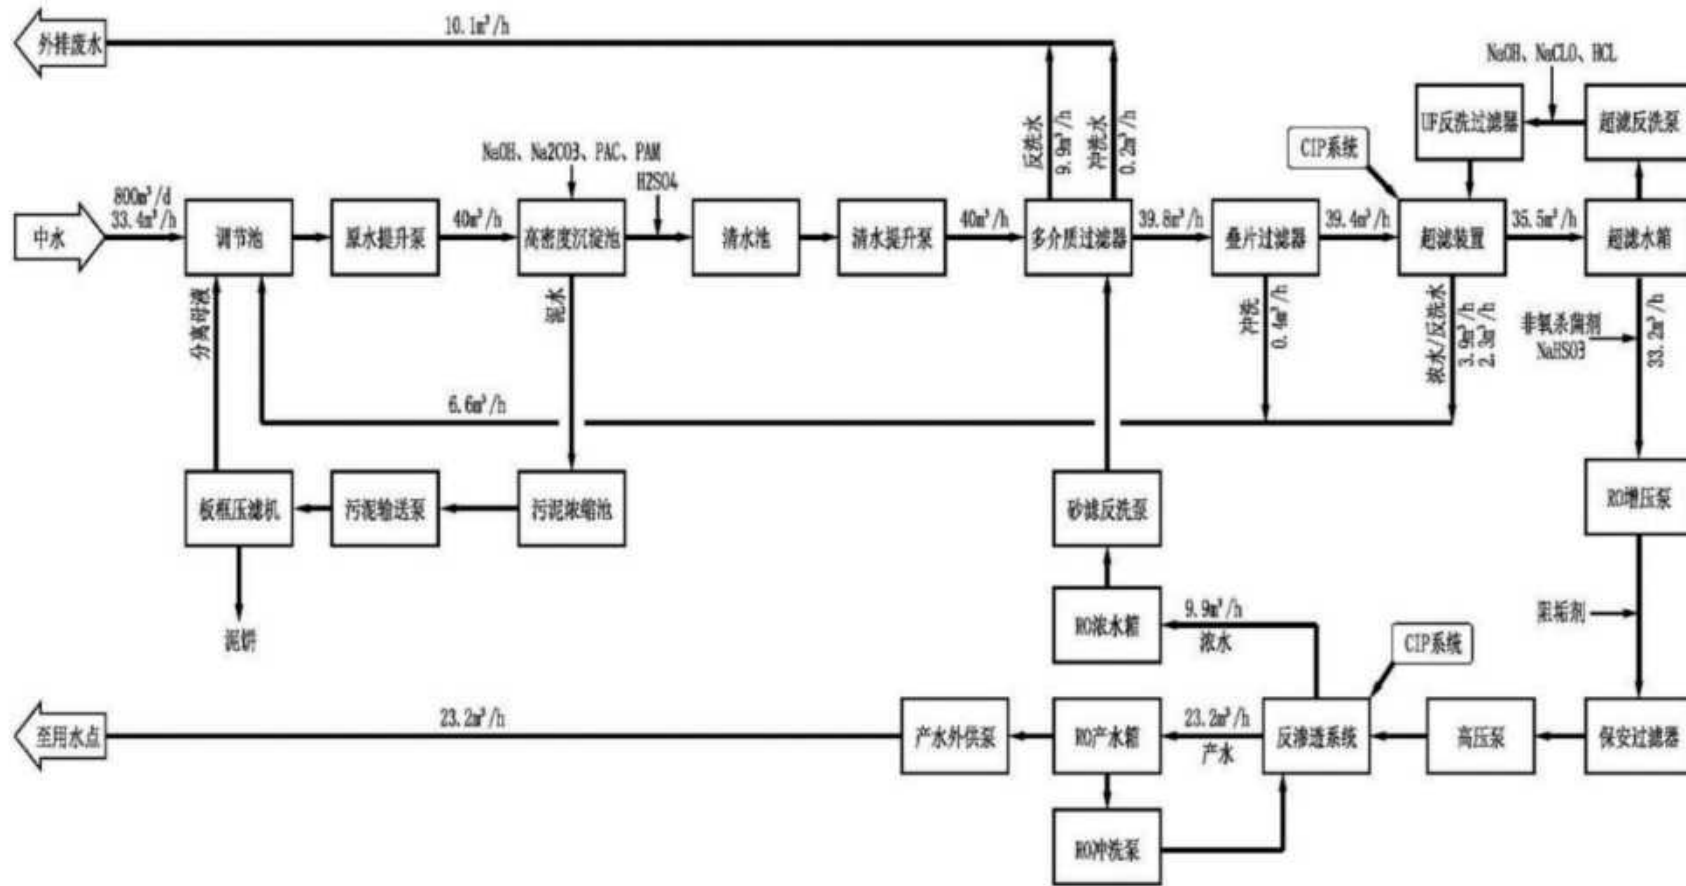 10.1m³/h
外排废水
NaOH、NaCLO、HCL
反洗水
9.9m³/h
冲洗水
0.2m³/h
UF反洗过滤器
超滤反洗泵
CIP系统
NaOH、Na2CO3、PAC、PAM
H2SO4
800m³/d
33.4m³/h
中水
调节池
原水提升泵
40m³/h
高密度沉淀池
清水池
清水提升泵
40m³/h
多介质过滤器
39.8m³/h
叠片过滤器
39.4m³/h
超滤装置
35.5m³/h
超滤水箱
分离母液
泥水
冲洗
0.4m³/h
浓水/反洗水
3.9m³/h
2.3m³/h
非氧杀菌剂
NaHSO3
33.2m³/h
6.6m³/h
板框压滤机
污泥输送泵
污泥浓缩池
砂滤反洗泵
RO增压泵
泥饼
RO浓水箱
9.9m³/h
浓水
CIP系统
阻垢剂
至用水点
23.2m³/h
产水外供泵
RO产水箱
23.2m³/h
产水
反渗透系统
高压泵
保安过滤器
RO冲洗泵